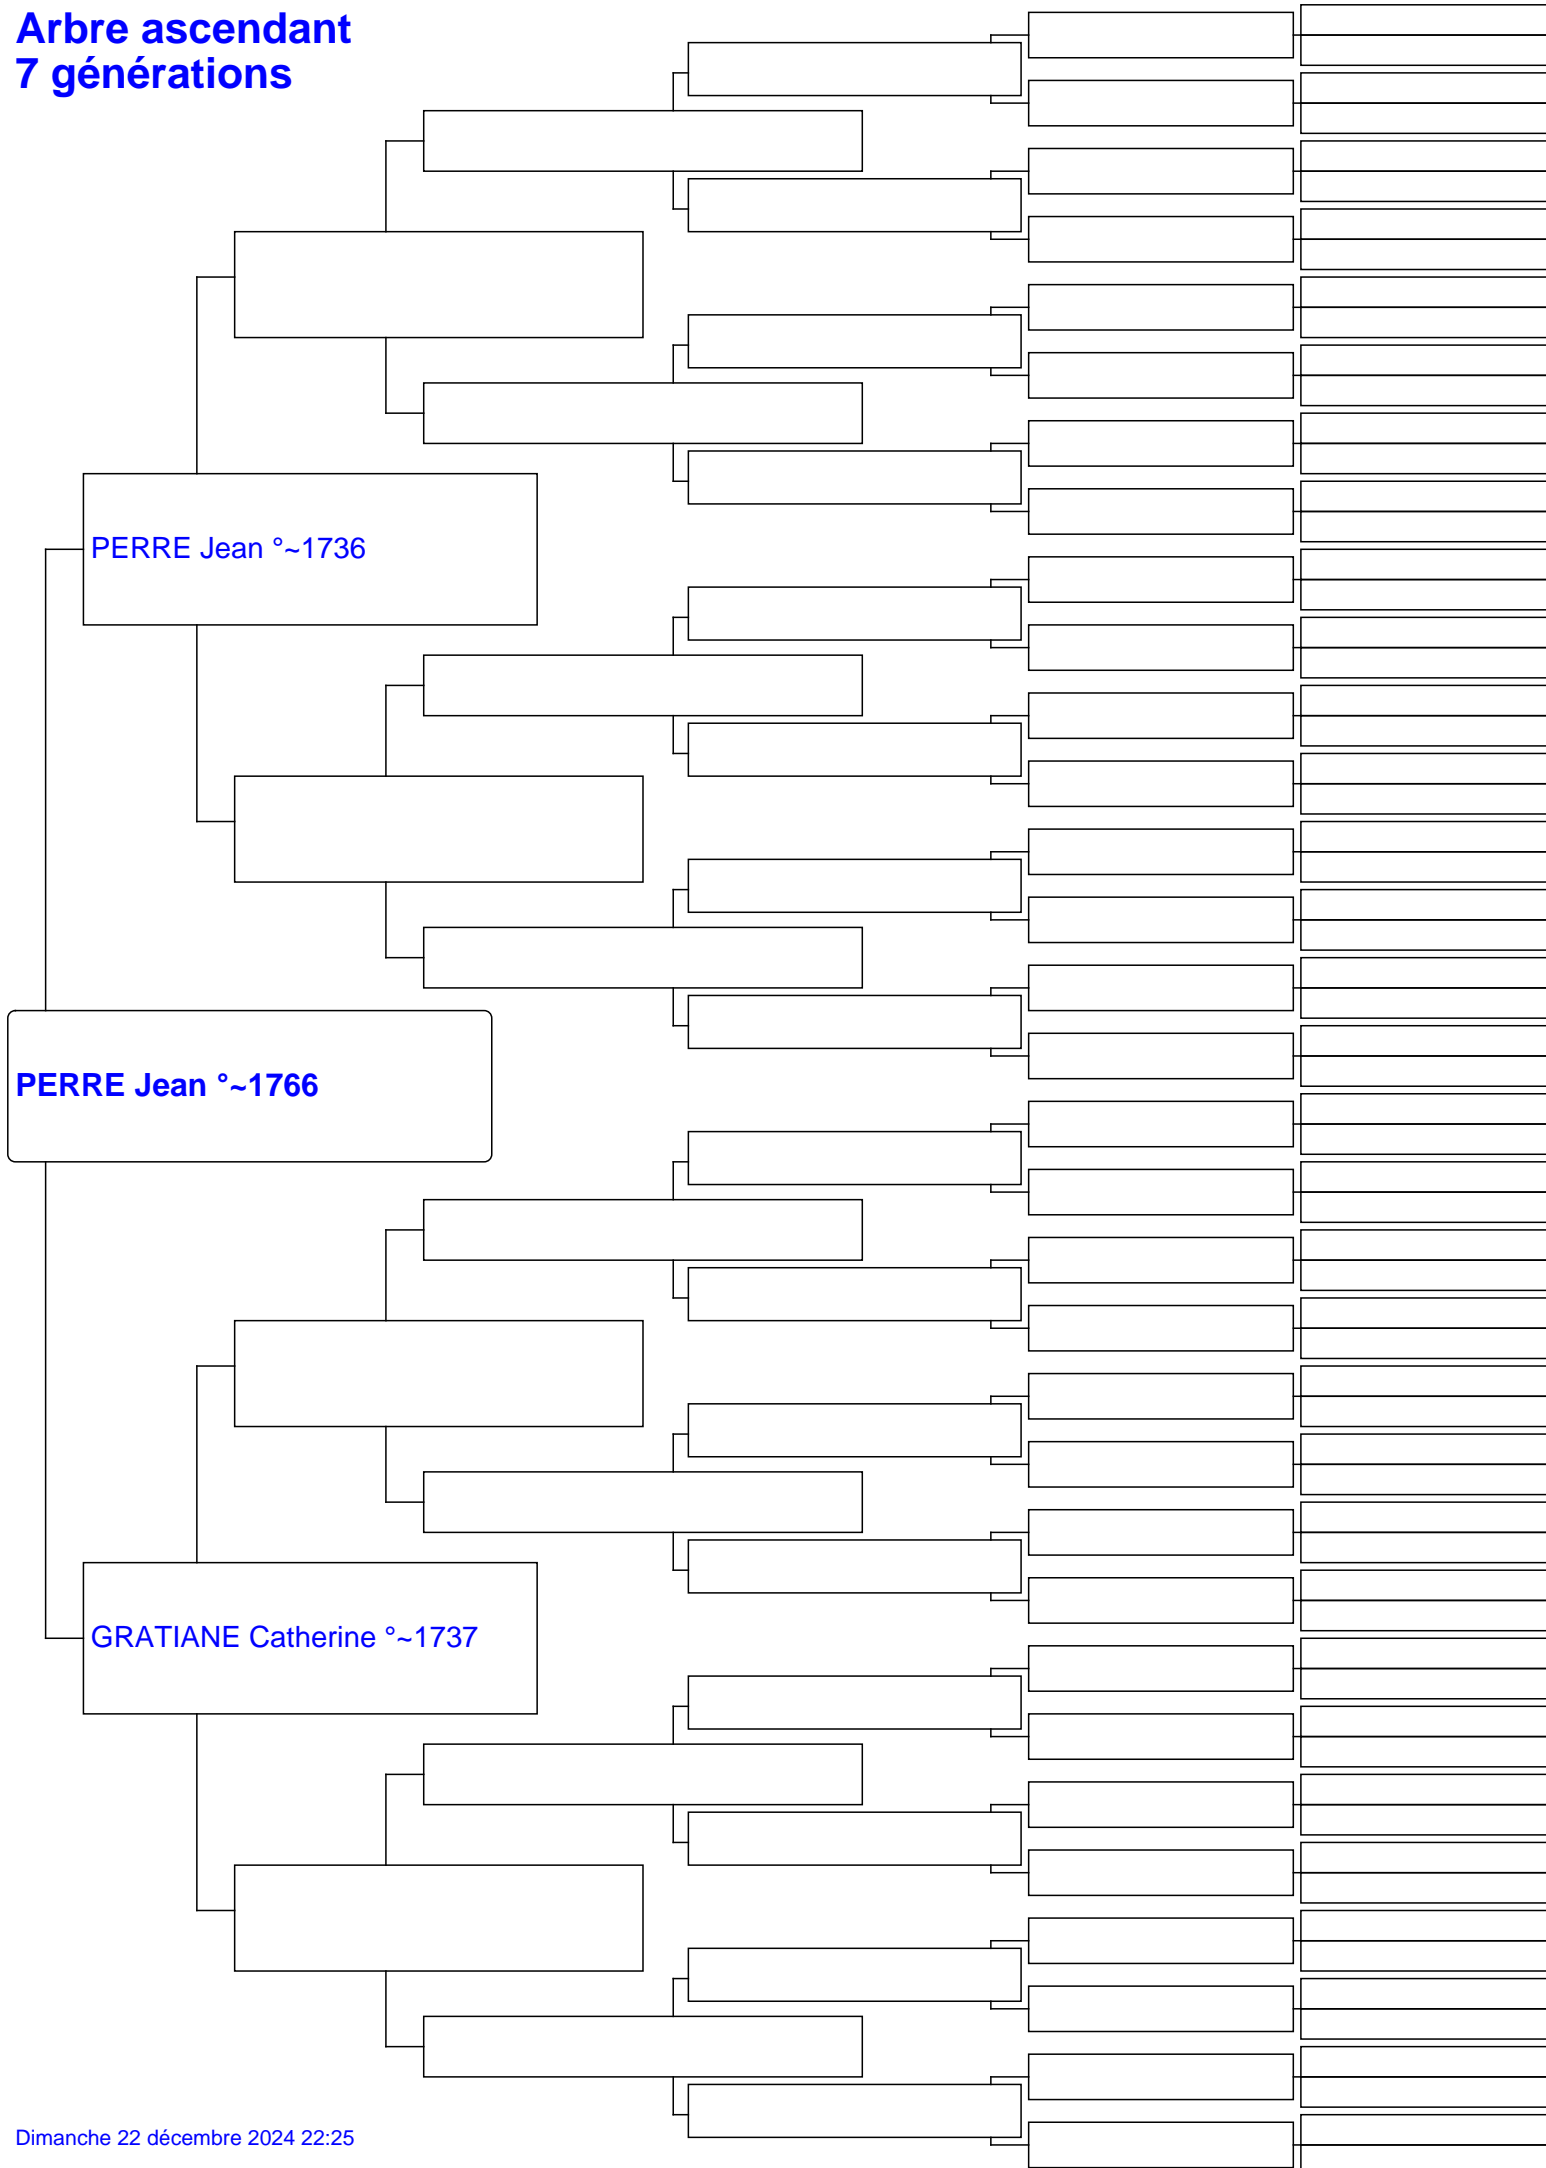 Arbre ascendant
7 générations
PERRE Jean °~1736
PERRE Jean °~1766
GRATIANE Catherine °~1737
Dimanche 22 décembre 2024 22:25